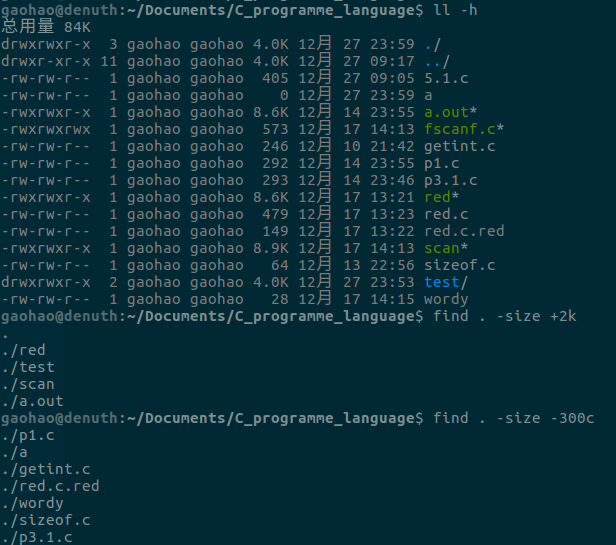 gaohao@denuth:~/Documents/C_programme_language$ ll -h
总用量 84K
drwxrwxr-x  3 gaohao gaohao 4.0K 12月 27 23:59 ./
drwxr-xr-x 11 gaohao gaohao 4.0K 12月 27 09:17 ../
-rw-rw-r--  1 gaohao gaohao  405 12月 27 09:05 5.1.c
-rw-rw-r--  1 gaohao gaohao    0 12月 27 23:59 a
-rwxrwxr-x  1 gaohao gaohao 8.6K 12月 14 23:55 a.out*
-rwxrwxrwx  1 gaohao gaohao  573 12月 17 14:13 fscanf.c*
-rw-rw-r--  1 gaohao gaohao  246 12月 10 21:42 getint.c
-rw-rw-r--  1 gaohao gaohao  292 12月 14 23:55 p1.c
-rw-rw-r--  1 gaohao gaohao  293 12月 14 23:46 p3.1.c
-rwxrwxr-x  1 gaohao gaohao 8.6K 12月 17 13:21 red*
-rw-rw-r--  1 gaohao gaohao  479 12月 17 13:23 red.c
-rw-rw-r--  1 gaohao gaohao  149 12月 17 13:22 red.c.red
-rwxrwxr-x  1 gaohao gaohao 8.9K 12月 17 14:13 scan*
-rw-rw-r--  1 gaohao gaohao   64 12月 13 22:56 sizeof.c
drwxrwxr-x  2 gaohao gaohao 4.0K 12月 27 23:53 test/
-rw-rw-r--  1 gaohao gaohao   28 12月 17 14:15 wordy
gaohao@denuth:~/Documents/C_programme_language$ find . -size +2k
.
./red
./test
./scan
./a.out
gaohao@denuth:~/Documents/C_programme_language$ find . -size -300c
./p1.c
./a
./getint.c
./red.c.red
./wordy
./sizeof.c
./p3.1.c